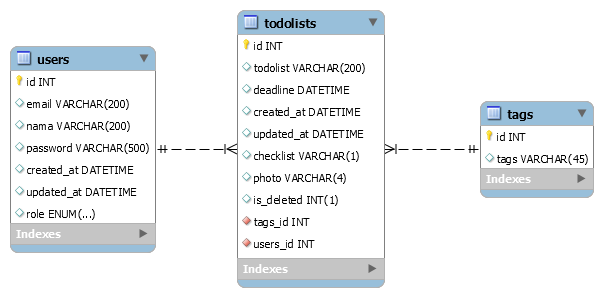 users
id INT
email VARCHAR(200)
nama VARCHAR(200)
password VARCHAR(500)
created_at DATETIME
updated_at DATETIME
role ENUM(...)
Indexes
todolists
id INT
todolist VARCHAR(200)
deadline DATETIME
created_at DATETIME
updated_at DATETIME
checklist VARCHAR(1)
photo VARCHAR(4)
is_deleted INT(1)
tags_id INT
users_id INT
Indexes
tags
id INT
tags VARCHAR(45)
Indexes